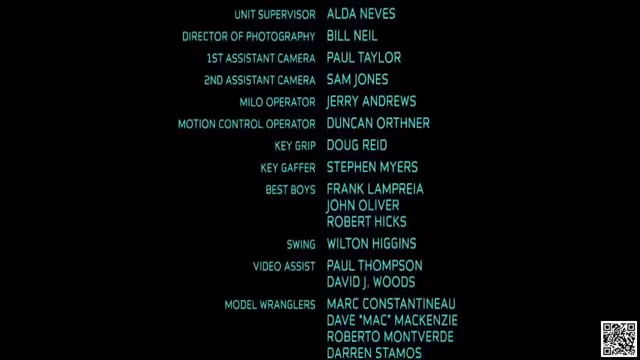 UNIT SUPERVISOR ALDA NEVES
DIRECTOR OF PHOTOGRAPHY BILL NEIL
1ST ASSISTANT CAMERA PAUL TAYLOR
2ND ASSISTANT CAMERA SAM JONES
MILO OPERATOR JERRY ANDREWS
MOTION CONTROL OPERATOR DUNCAN ORTHNER
KEY GRIP DOUG REID
KEY GAFFER STEPHEN MYERS
BEST BOYS FRANK LAMPREIA
JOHN OLIVER
ROBERT HICKS
SWING WILTON HIGGINS
VIDEO ASSIST PAUL THOMPSON
DAVID J. WOODS
MODEL WRANGLERS MARC CONSTANTINEAU
DAVE "MAC" MACKENZIE
ROBERTO MONTVERDE
DARREN STAMOS